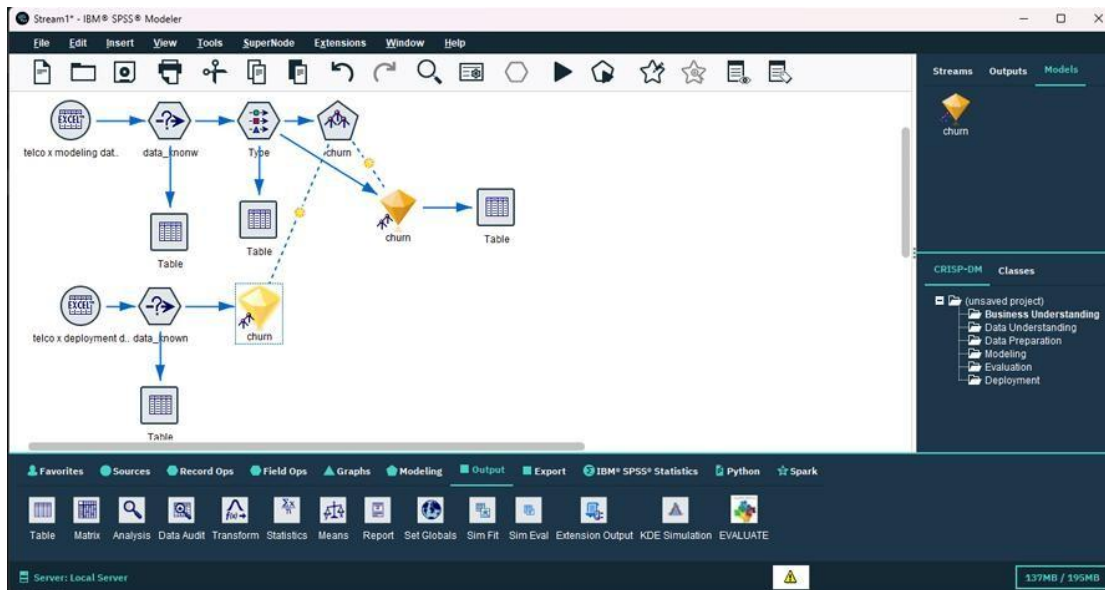 Stream1* - IBM® SPSS® Modeler
File Edit Insert View Tools SuperNode Extensions Window Help
Streams Outputs Models
EXCEL
telco x modeling dat..
data_knonw
Type
churn
churn
churn
Table
Table
Table
EXCEL
telco x deployment d..
data_known
churn
Table
CRISP-DM Classes
(unsaved project)
Business Understanding
Data Understanding
Data Preparation
Modeling
Evaluation
Deployment
Favorites Sources Record Ops Field Ops Graphs Modeling Output Export IBM® SPSS® Statistics Python Spark
Table Matrix Analysis Data Audit Transform Statistics Means Report Set Globals Sim Fit Sim Eval Extension Output KDE Simulation EVALUATE
Server: Local Server
137MB / 195MB